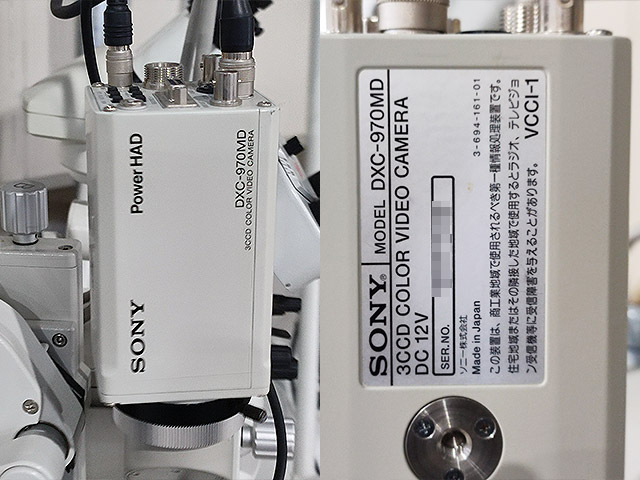 SONY
PowerHAD
DXC-970MD
3CCD COLOR VIDEO CAMERA
SONY® MODEL DXC-970MD
3CCD COLOR VIDEO CAMERA
DC 12V
SER.NO.
ソニー株式会社
Made in Japan
3-694-161-01
この装置は、商工業地域で使用されるべき第一種情報処理装置です。
住宅地域またはその隣接した地域で使用するとラジオ、テレビジョ
ン受信機等に受信障害を与えることがあります。
VCCI-1